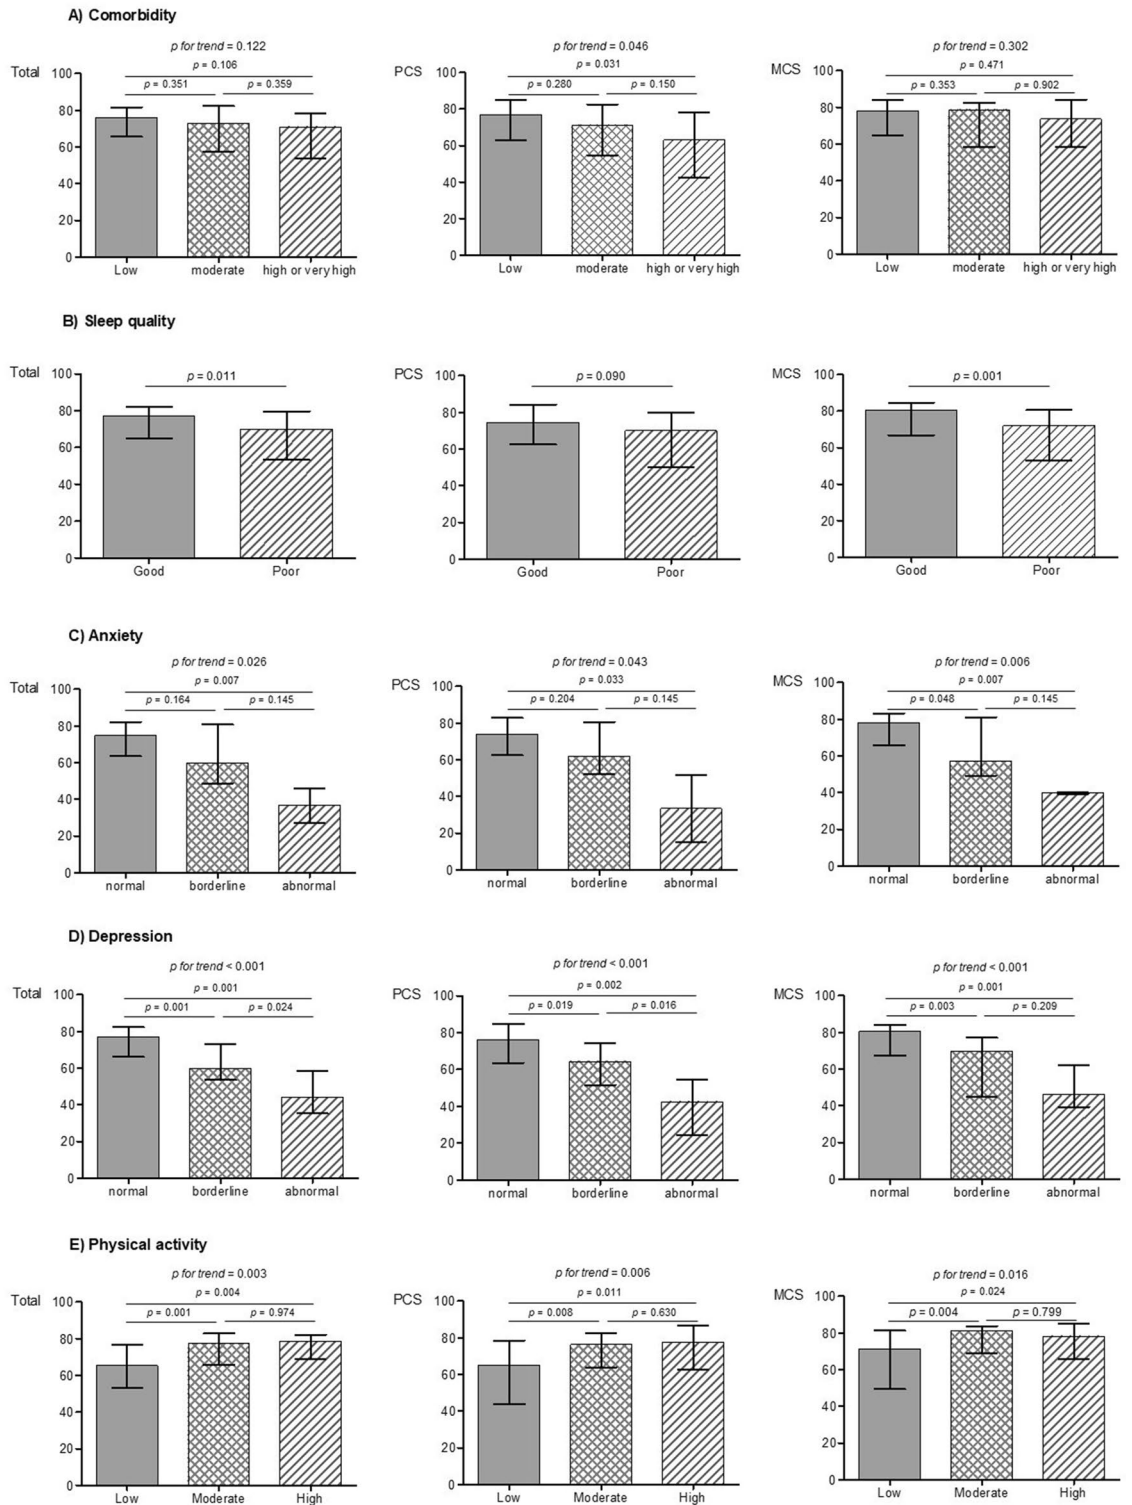 A) Comorbidity
p for trend = 0.122
p = 0.106
p = 0.351 p = 0.359
Total
100
80
60
40
20
0
Low moderate high or very high
p for trend = 0.046
p = 0.031
p = 0.280 p = 0.150
PCS
100
80
60
40
20
0
Low moderate high or very high
p for trend = 0.302
p = 0.471
p = 0.353 p = 0.902
MCS
100
80
60
40
20
0
Low moderate high or very high
B) Sleep quality
p = 0.011
Total
100
80
60
40
20
0
Good Poor
p = 0.090
PCS
100
80
60
40
20
0
Good Poor
p = 0.001
MCS
100
80
60
40
20
0
Good Poor
C) Anxiety
p for trend = 0.026
p = 0.007
p = 0.164 p = 0.145
Total
100
80
60
40
20
0
normal borderline abnormal
p for trend = 0.043
p = 0.033
p = 0.204 p = 0.145
PCS
100
80
60
40
20
0
normal borderline abnormal
p for trend = 0.006
p = 0.007
p = 0.048 p = 0.145
MCS
100
80
60
40
20
0
normal borderline abnormal
D) Depression
p for trend < 0.001
p = 0.001
p = 0.001 p = 0.024
Total
100
80
60
40
20
0
normal borderline abnormal
p for trend < 0.001
p = 0.002
p = 0.019 p = 0.016
PCS
100
80
60
40
20
0
normal borderline abnormal
p for trend < 0.001
p = 0.001
p = 0.003 p = 0.209
MCS
100
80
60
40
20
0
normal borderline abnormal
E) Physical activity
p for trend = 0.003
p = 0.004
p = 0.001 p = 0.974
Total
100
80
60
40
20
0
Low Moderate High
p for trend = 0.006
p = 0.011
p = 0.008 p = 0.630
PCS
100
80
60
40
20
0
Low Moderate High
p for trend = 0.016
p = 0.024
p = 0.004 p = 0.799
MCS
100
80
60
40
20
0
Low Moderate High